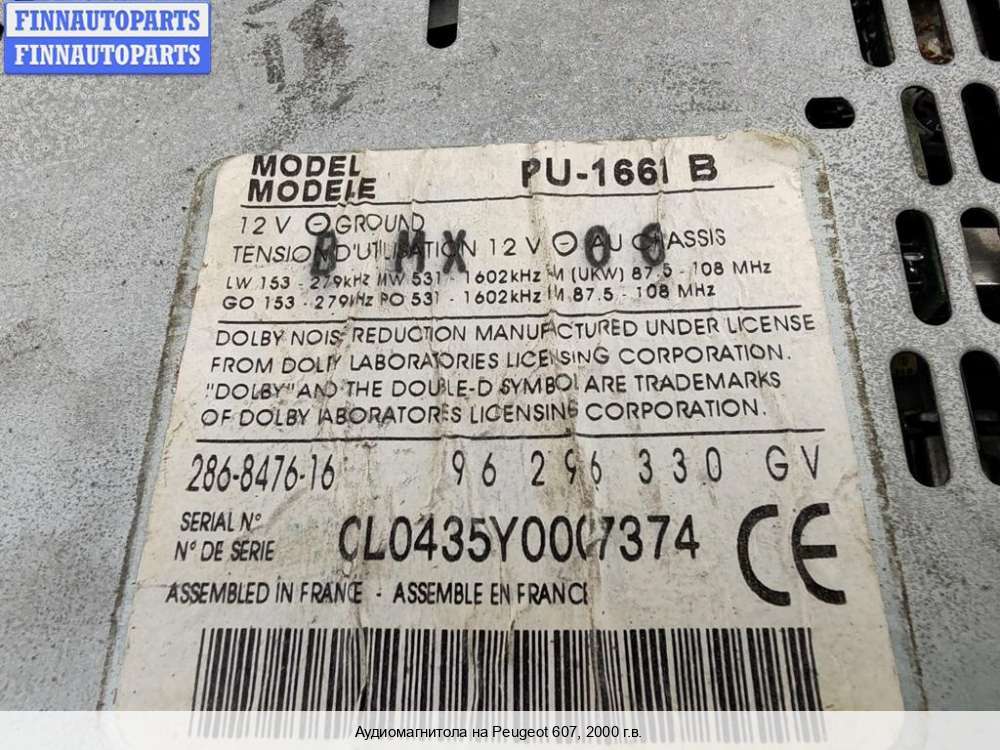 FINNAUTOPARTS
FINNAUTOPARTS
MODEL PU-1661 B
MODELE
12 V ⊖ GROUND
B MX 06
TENSION D'UTILISATION 12 V ⊖ AU CHASSIS
LW 153 - 279kHz MW 531 - 1602kHz FM (UKW) 87.5 - 108 MHz
GO 153 - 279kHz PO 531 - 1602kHz FM 87.5 - 108 MHz
DOLBY NOISE REDUCTION MANUFACTURED UNDER LICENSE
FROM DOLBY LABORATORIES LICENSING CORPORATION.
"DOLBY" AND THE DOUBLE-D SYMBOL ARE TRADEMARKS
OF DOLBY LABORATORES LICENSING CORPORATION.
286-8476-16 96 296 330 GV
SERIAL N°
N° DE SERIE CL0435Y0007374 CE
ASSEMBLED IN FRANCE - ASSEMBLE EN FRANCE
Аудиомагнитола на Peugeot 607, 2000 г.в.